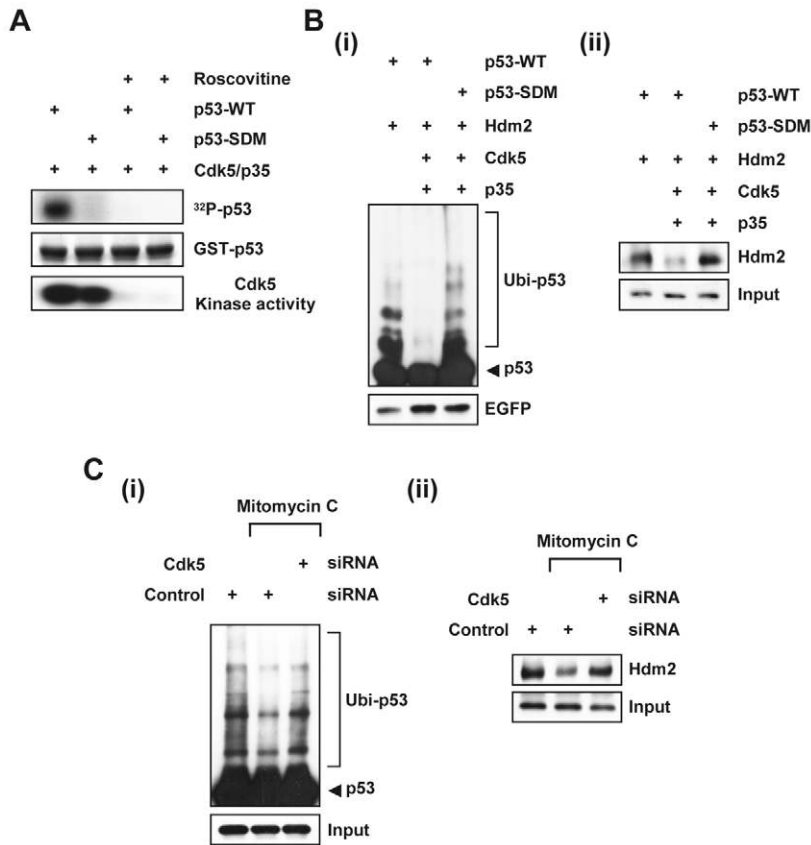 A
+ + Roscovitine
+ + p53-WT
+ + p53-SDM
+ + + + Cdk5/p35
32P-p53
GST-p53
Cdk5
Kinase activity
B
(i)
+ + p53-WT
+ p53-SDM
+ + + Hdm2
+ + Cdk5
+ + p35
Ubi-p53
◄ p53
EGFP
(ii)
+ + p53-WT
+ p53-SDM
+ + + Hdm2
+ + Cdk5
+ + p35
Hdm2
Input
C
(i)
Mitomycin C
Cdk5 + siRNA
Control + + siRNA
Ubi-p53
◄ p53
Input
(ii)
Mitomycin C
Cdk5 + siRNA
Control + + siRNA
Hdm2
Input